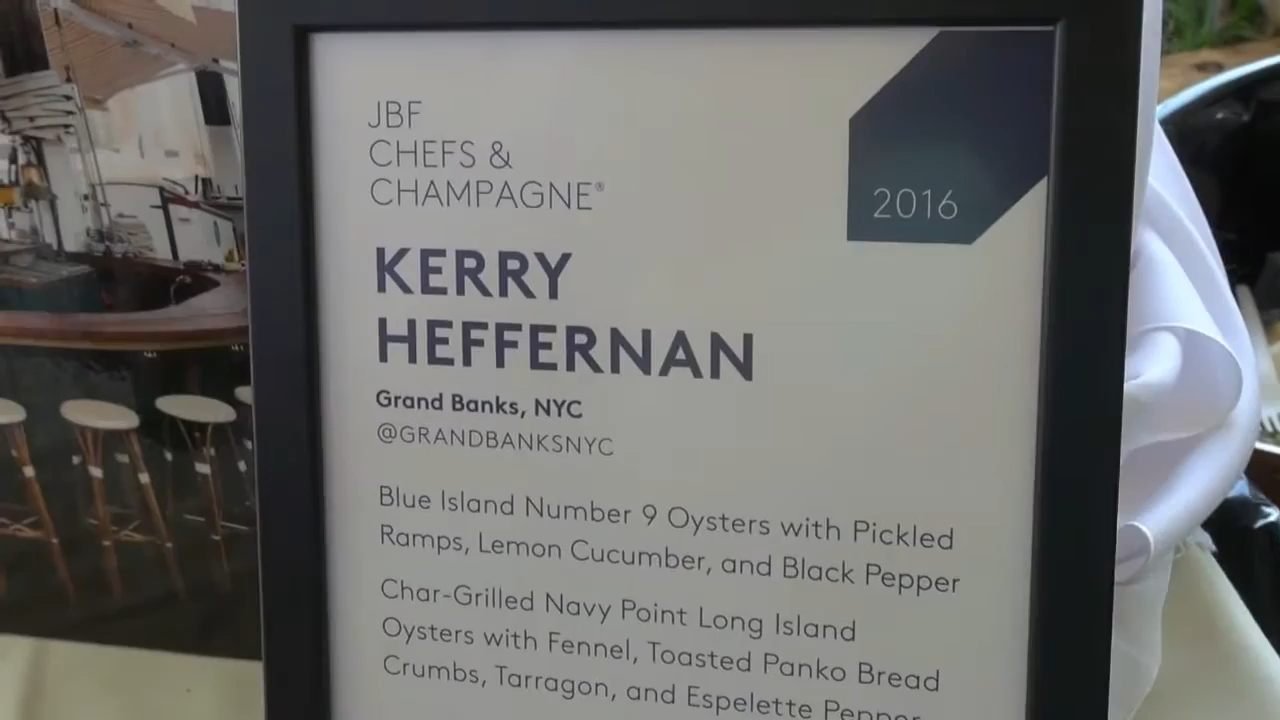 JBF
CHEFS &
CHAMPAGNE®
2016
KERRY
HEFFERNAN
Grand Banks, NYC
@GRANDBANKSNYC
Blue Island Number 9 Oysters with Pickled
Ramps, Lemon Cucumber, and Black Pepper
Char-Grilled Navy Point Long Island
Oysters with Fennel, Toasted Panko Bread
Crumbs, Tarragon, and Espelette Pepper